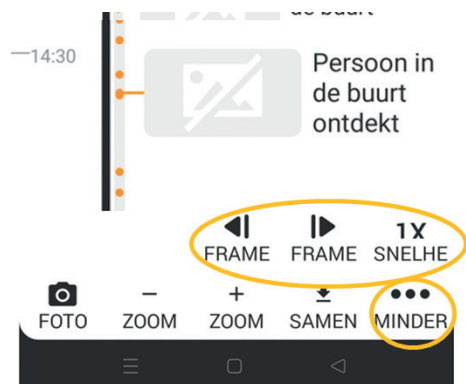 de buurt
14:30
Persoon in
de buurt
ontdekt
1X
FRAME FRAME SNELHE
FOTO ZOOM ZOOM SAMEN MINDER